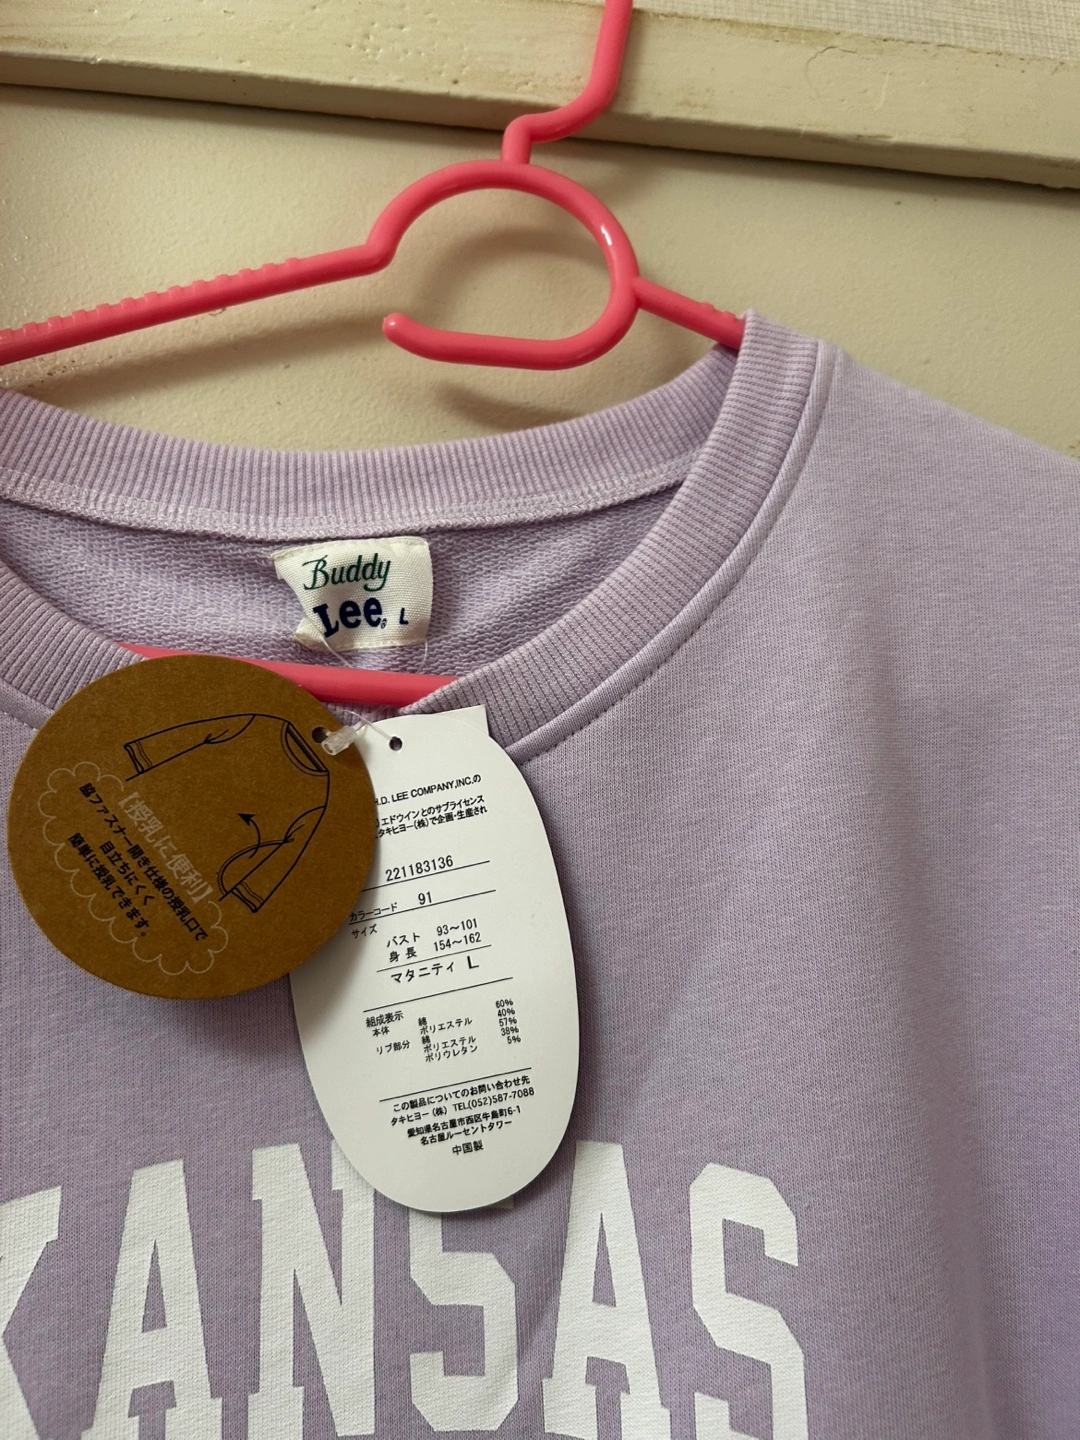 Buddy
Lee® L
【授乳に便利】
脇ファスナー開き仕様の授乳口で
目立ちにくく
簡単に授乳できます。
H.D. LEE COMPANY,INC.の
エドウインとのサブライセンス
タキヒヨー(株)で企画・生産され
221183136
カラーコード 91
サイズ
バスト 93〜101
身長 154〜162
マタニティ L
組成表示
本体 綿 60%
ポリエステル 40%
リブ部分 綿 57%
ポリエステル 38%
ポリウレタン 5%
この製品についてのお問い合わせ先
タキヒヨー(株) TEL(052)587-7088
愛知県名古屋市西区牛島町6-1
名古屋ルーセントタワー
中国製
KANSAS